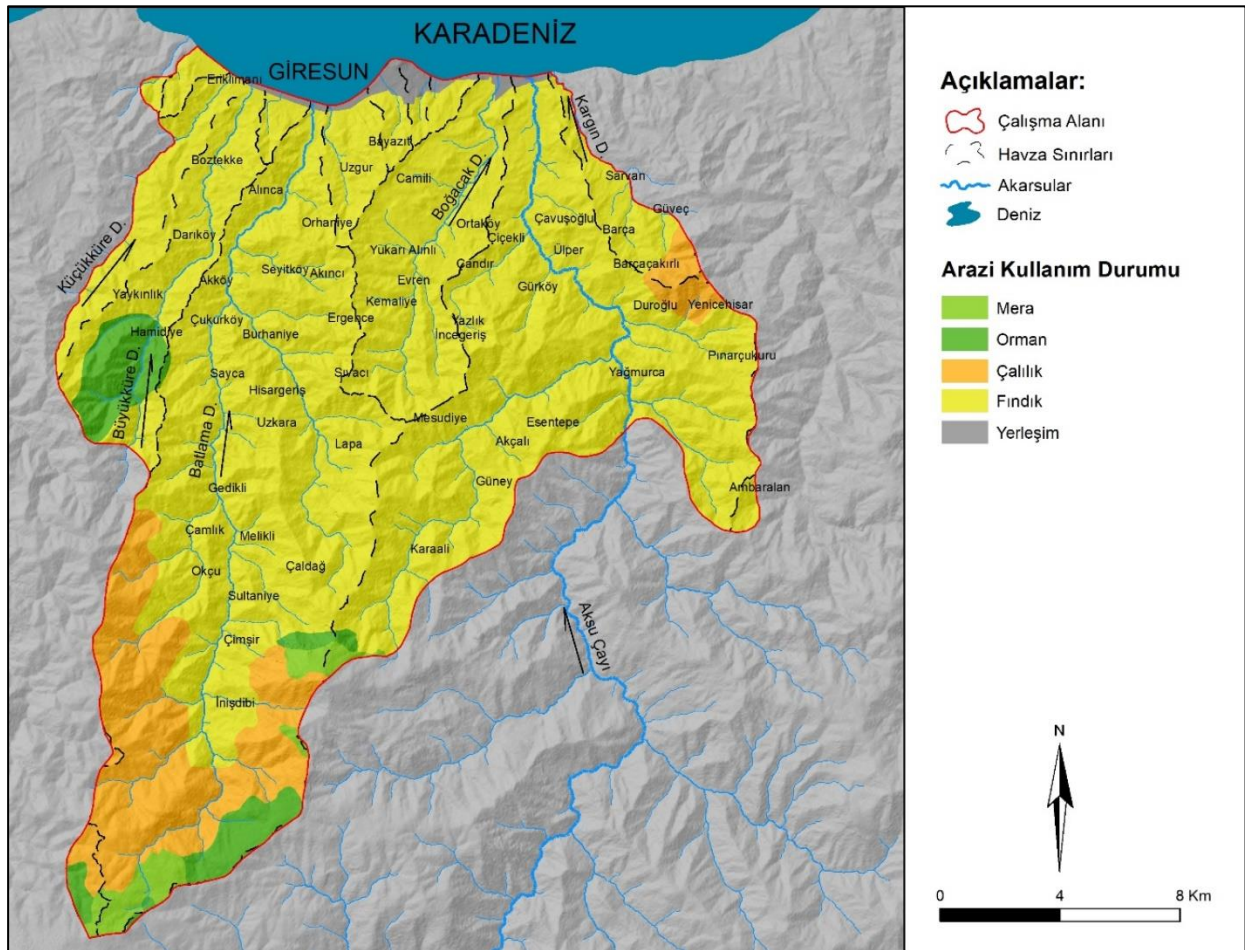 KARADENİZ
GİRESUN
Eriklimanı
Kargın D.
Bayazıt
Boztekke
Uzgur
Camili
Boğacak D.
Sarvan
Alınca
Güveç
Orhaniye
Ortaköy
Çavuşoğlu
Küçükküre D.
Darıköy
Çiçekli
Barça
Yukarı Alınlı
Ülper
Seyitköy
Akıncı
Gandır
Barçaçakırlı
Akköy
Evren
Gürköy
Yaykınlık
Kemaliye
Duroğlu
Yenicehisar
Çukurköy
Ergence
Yazlık
Hamidiye
Burhaniye
İncegeriş
Pınarçukuru
Sayca
Sıvacı
Yağmurca
Büyükküre D.
Hisargeriş
Batlama D.
Uzkara
Mesudiye
Esentepe
Lapa
Akçalı
Gedikli
Güney
Ambaralan
Çamlık
Melikli
Karaali
Okçu
Çaldağ
Sultaniye
Aksu Çayı
Çimşir
İnişdibi
Açıklamalar:
Çalışma Alanı
Havza Sınırları
Akarsular
Deniz
Arazi Kullanım Durumu
Mera
Orman
Çalılık
Fındık
Yerleşim
N
0 4 8 Km